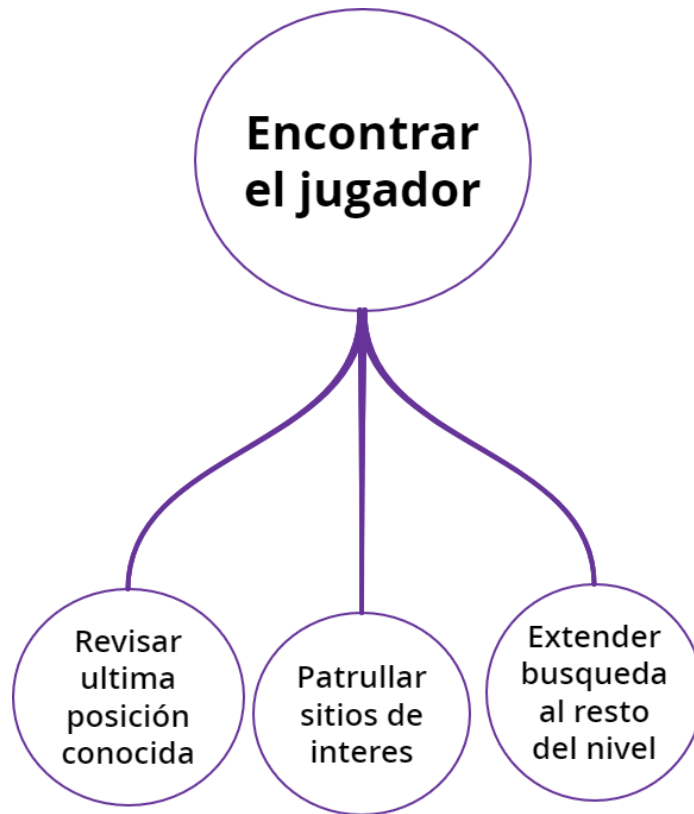 Encontrar
el jugador
Revisar
ultima
posición
conocida
Patrullar
sitios de
interes
Extender
busqueda
al resto
del nivel